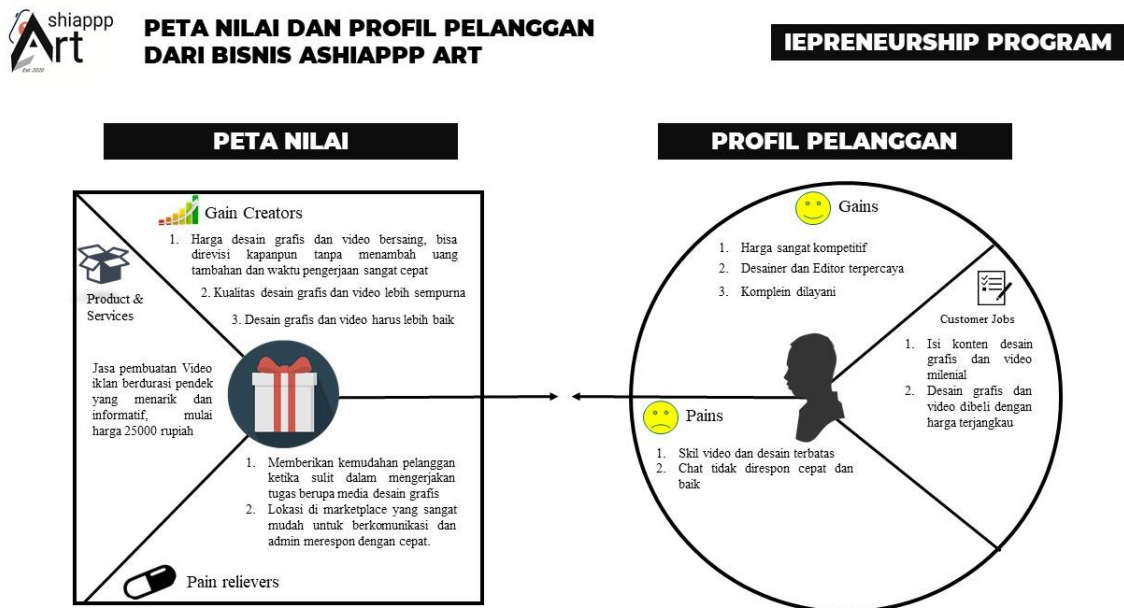 Ashiappp
Art
Est. 2020
PETA NILAI DAN PROFIL PELANGGAN
DARI BISNIS ASHIAPPP ART
IEPRENEURSHIP PROGRAM
PETA NILAI
Gain Creators
1. Harga desain grafis dan video bersaing, bisa
direvisi kapanpun tanpa menambah uang
tambahan dan waktu pengerjaan sangat cepat
2. Kualitas desain grafis dan video lebih sempurna
3. Desain grafis dan video harus lebih baik
Product &
Services
Jasa pembuatan Video
iklan berdurasi pendek
yang menarik dan
informatif, mulai
harga 25000 rupiah
1. Memberikan kemudahan pelanggan
ketika sulit dalam mengerjakan
tugas berupa media desain grafis
2. Lokasi di marketplace yang sangat
mudah untuk berkomunikasi dan
admin merespon dengan cepat.
Pain relievers
PROFIL PELANGGAN
Gains
1. Harga sangat kompetitif
2. Desainer dan Editor terpercaya
3. Komplein dilayani
Customer Jobs
1. Isi konten desain
grafis dan video
milenial
2. Desain grafis dan
video dibeli dengan
harga terjangkau
Pains
1. Skil video dan desain terbatas
2. Chat tidak direspon cepat dan
baik